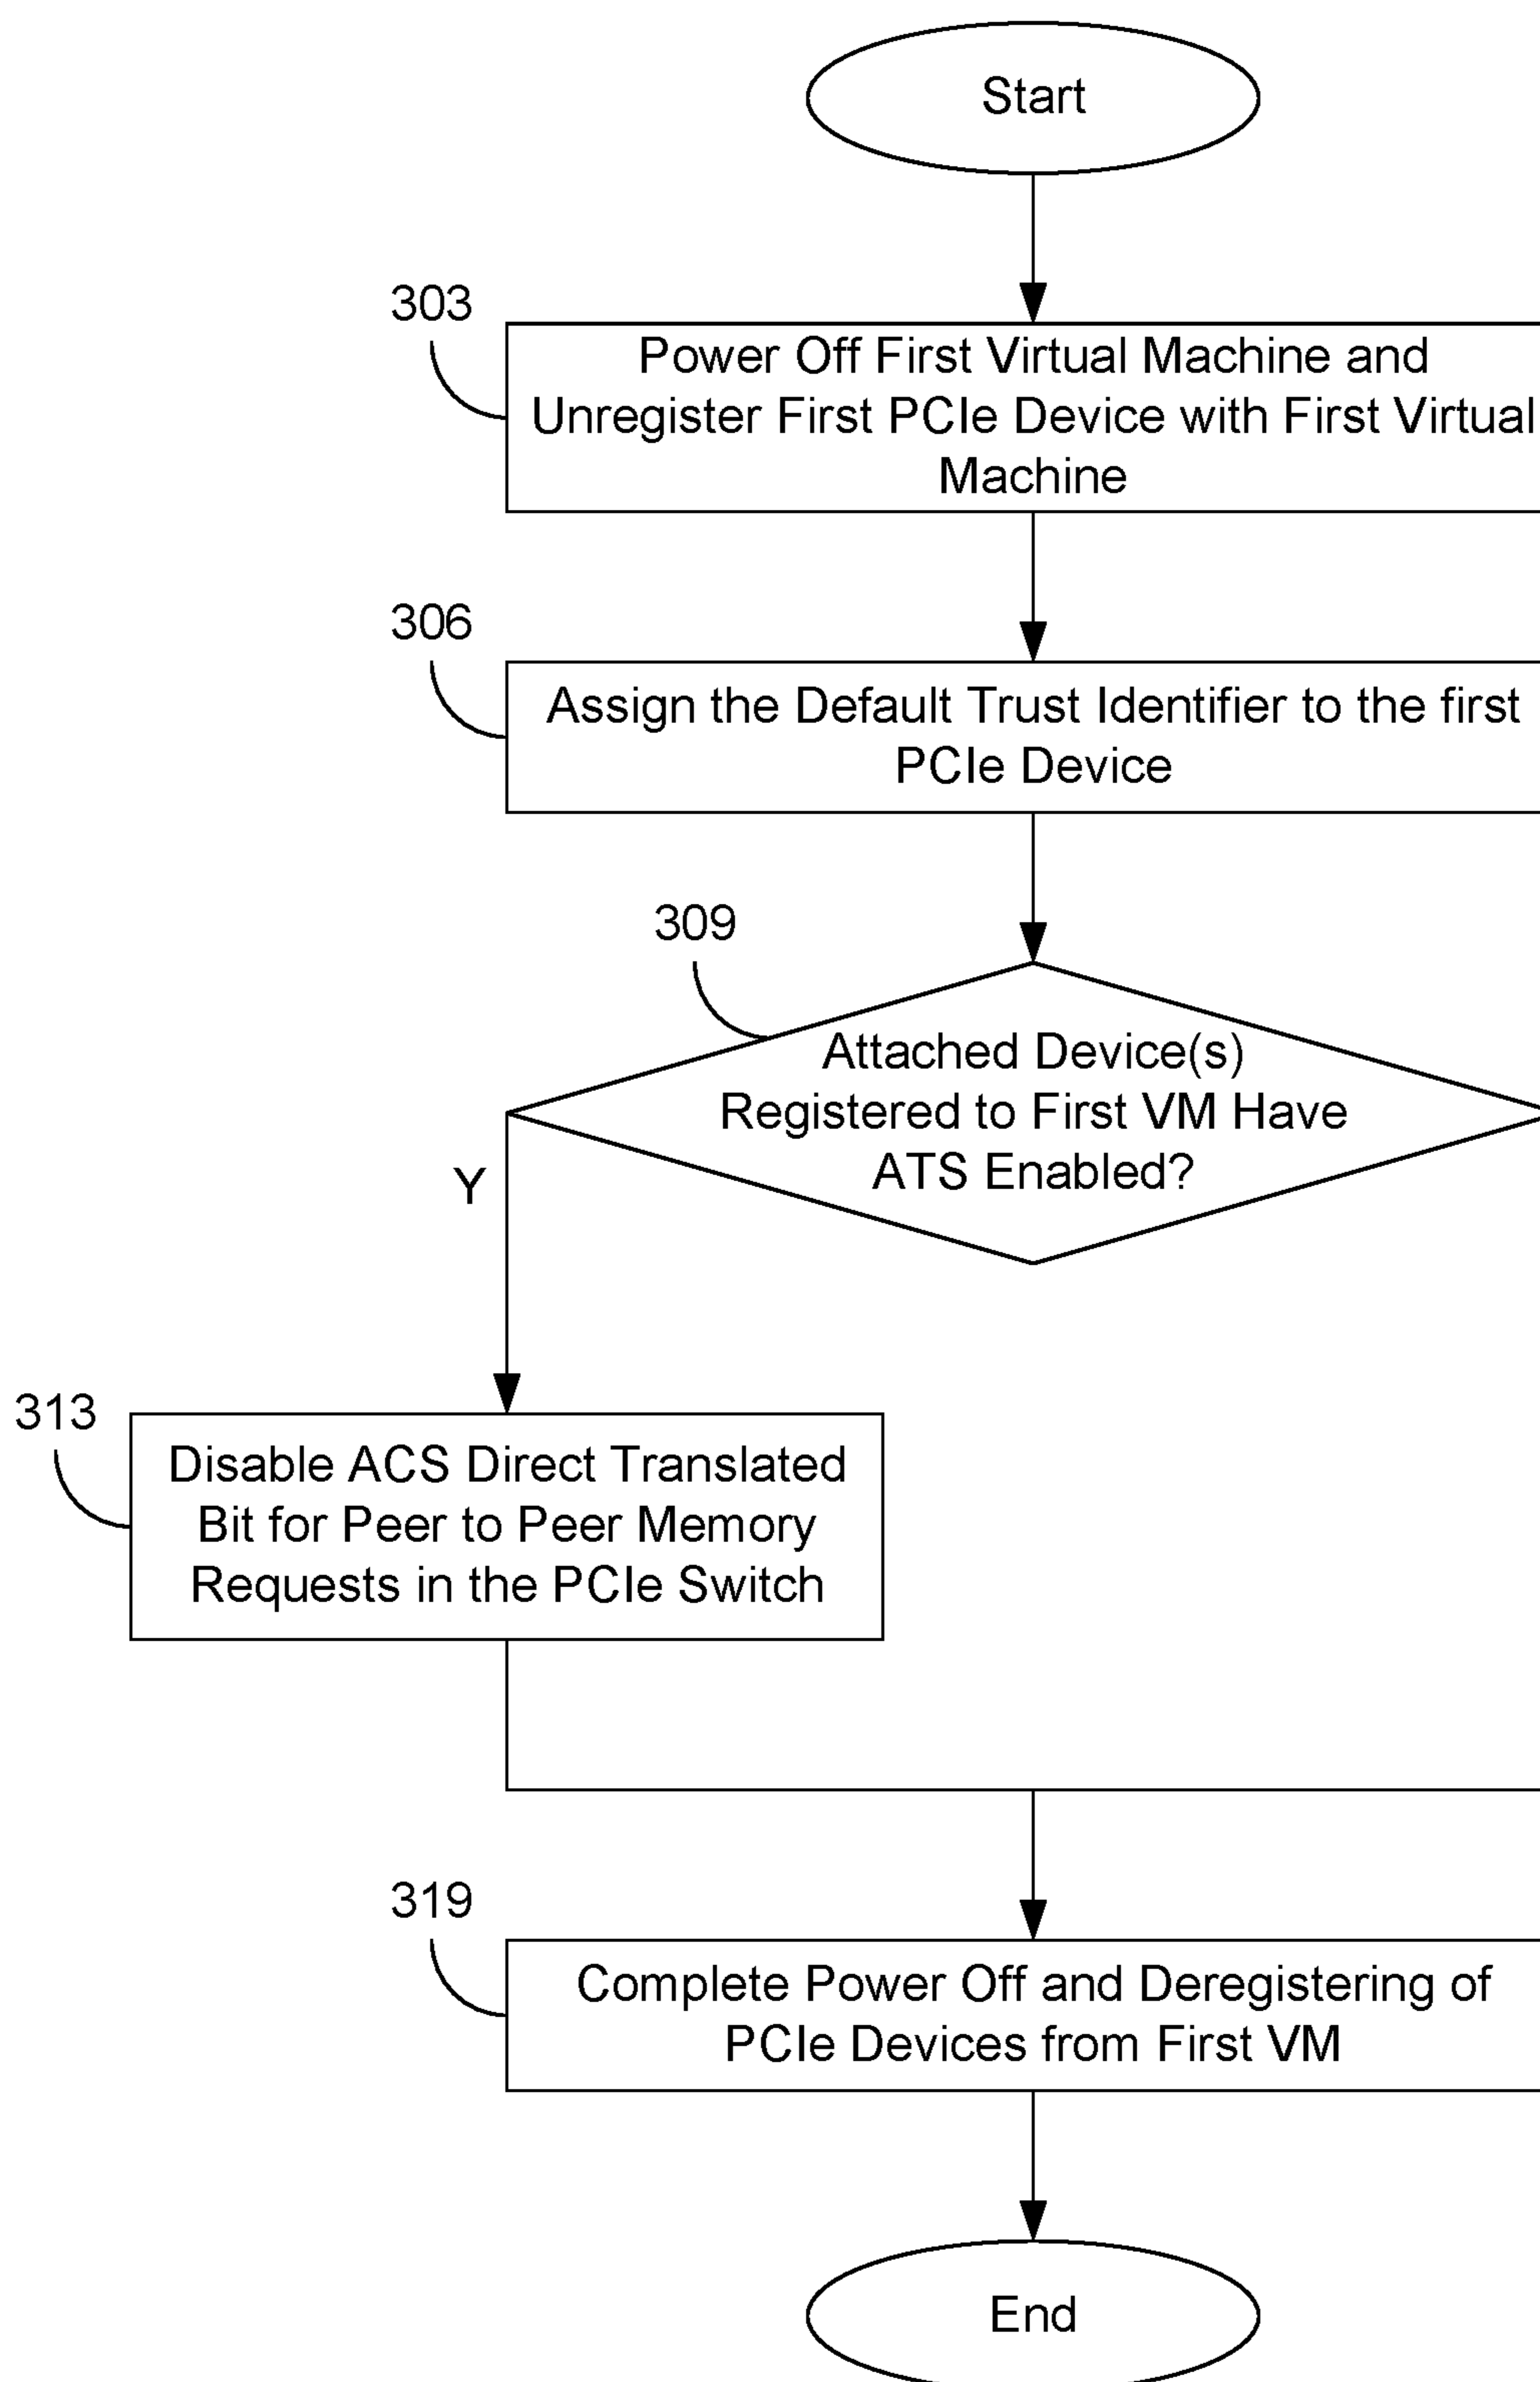 Start
303
Power Off First Virtual Machine and
Unregister First PCIe Device with First Virtual
Machine
306
Assign the Default Trust Identifier to the first
PCIe Device
309
Attached Device(s)
Registered to First VM Have
ATS Enabled?
Y
313
Disable ACS Direct Translated
Bit for Peer to Peer Memory
Requests in the PCIe Switch
319
Complete Power Off and Deregistering of
PCIe Devices from First VM
End